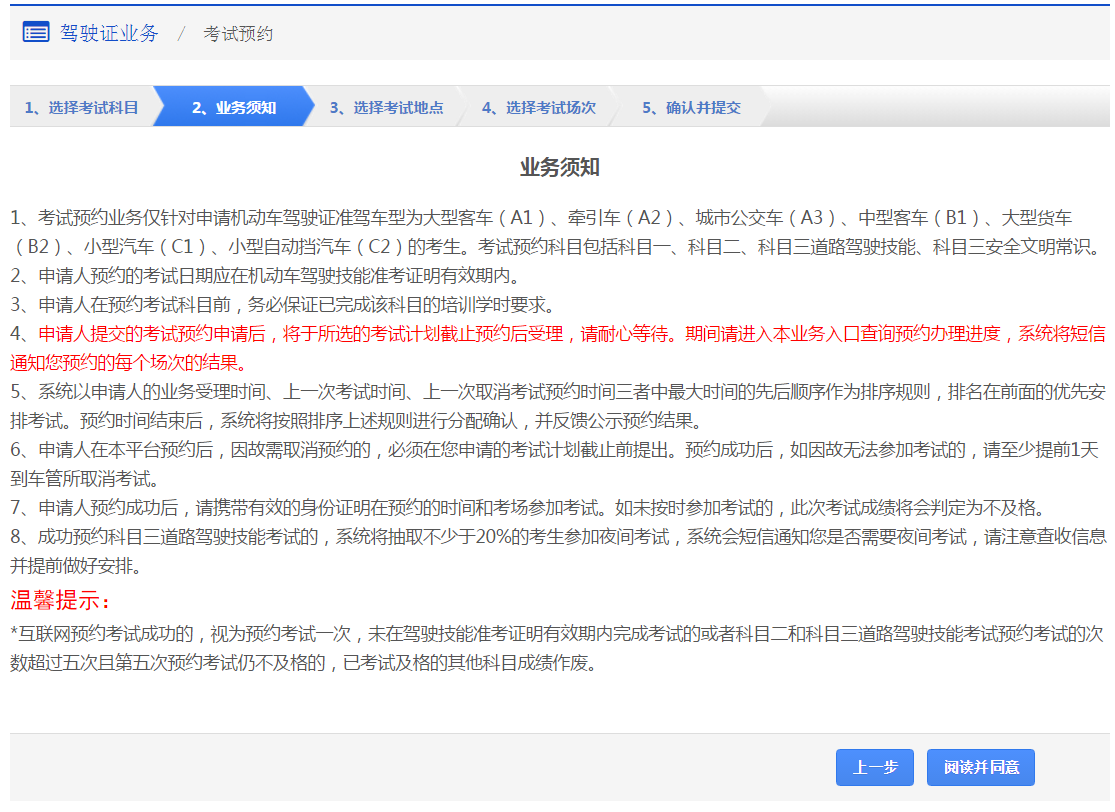 驾驶证业务 / 考试预约
1、选择考试科目 2、业务须知 3、选择考试地点 4、选择考试场次 5、确认并提交
业务须知
1、考试预约业务仅针对申请机动车驾驶证准驾车型为大型客车（A1）、牵引车（A2）、城市公交车（A3）、中型客车（B1）、大型货车
（B2）、小型汽车（C1）、小型自动挡汽车（C2）的考生。考试预约科目包括科目一、科目二、科目三道路驾驶技能、科目三安全文明常识。
2、申请人预约的考试日期应在机动车驾驶技能准考证明有效期内。
3、申请人在预约考试科目前，务必保证已完成该科目的培训学时要求。
4、申请人提交的考试预约申请后，将于所选的考试计划截止预约后受理，请耐心等待。期间请进入本业务入口查询预约办理进度，系统将短信
通知您预约的每个场次的结果。
5、系统以申请人的业务受理时间、上一次考试时间、上一次取消考试预约时间三者中最大时间的先后顺序作为排序规则，排名在前面的优先安
排考试。预约时间结束后，系统将按照排序上述规则进行分配确认，并反馈公示预约结果。
6、申请人在本平台预约后，因故需取消预约的，必须在您申请的考试计划截止前提出。预约成功后，如因故无法参加考试的，请至少提前1天
到车管所取消考试。
7、申请人预约成功后，请携带有效的身份证明在预约的时间和考场参加考试。如未按时参加考试的，此次考试成绩将会判定为不及格。
8、成功预约科目三道路驾驶技能考试的，系统将抽取不少于20%的考生参加夜间考试，系统会短信通知您是否需要夜间考试，请注意查收信息
并提前做好安排。
温馨提示：
*互联网预约考试成功的，视为预约考试一次，未在驾驶技能准考证明有效期内完成考试的或者科目二和科目三道路驾驶技能考试预约考试的次
数超过五次且第五次预约考试仍不及格的，已考试及格的其他科目成绩作废。
上一步 阅读并同意